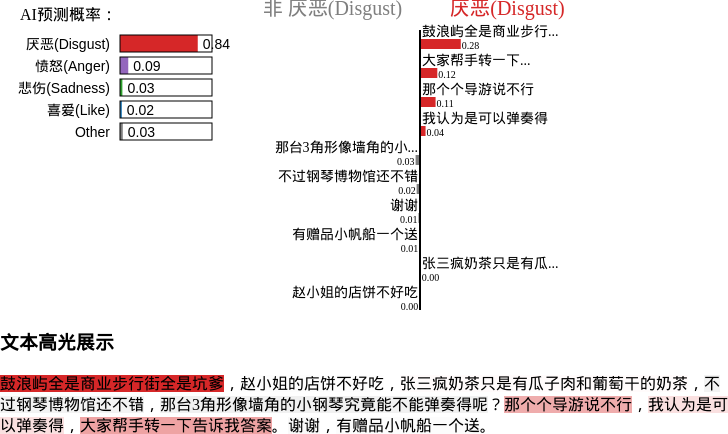 AI预测概率：
厌恶(Disgust) 0.84
愤怒(Anger) 0.09
悲伤(Sadness) 0.03
喜爱(Like) 0.02
Other 0.03
非 厌恶(Disgust) 厌恶(Disgust)
鼓浪屿全是商业步行...
0.28
大家帮手转一下...
0.12
那个个导游说不行
0.11
我认为是可以弹奏得
0.04
那台3角形像墙角的小...
0.03
不过钢琴博物馆还不错
0.02
谢谢
0.01
有赠品小帆船一个送
0.01
张三疯奶茶只是有瓜...
0.00
赵小姐的店饼不好吃
0.00
文本高光展示
鼓浪屿全是商业步行街全是坑爹，赵小姐的店饼不好吃，张三疯奶茶只是有瓜子肉和葡萄干的奶茶，不
过钢琴博物馆还不错，那台3角形像墙角的小钢琴究竟能不能弹奏得呢？那个个导游说不行，我认为是可
以弹奏得，大家帮手转一下告诉我答案。谢谢，有赠品小帆船一个送。